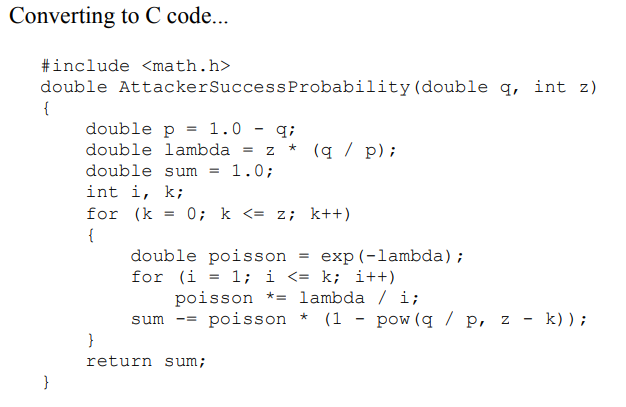 Converting to C code...
#include <math.h>
double AttackerSuccessProbability(double q, int z)
{
    double p = 1.0 - q;
    double lambda = z * (q / p);
    double sum = 1.0;
    int i, k;
    for (k = 0; k <= z; k++)
    {
        double poisson = exp(-lambda);
        for (i = 1; i <= k; i++)
            poisson *= lambda / i;
        sum -= poisson * (1 - pow(q / p, z - k));
    }
    return sum;
}